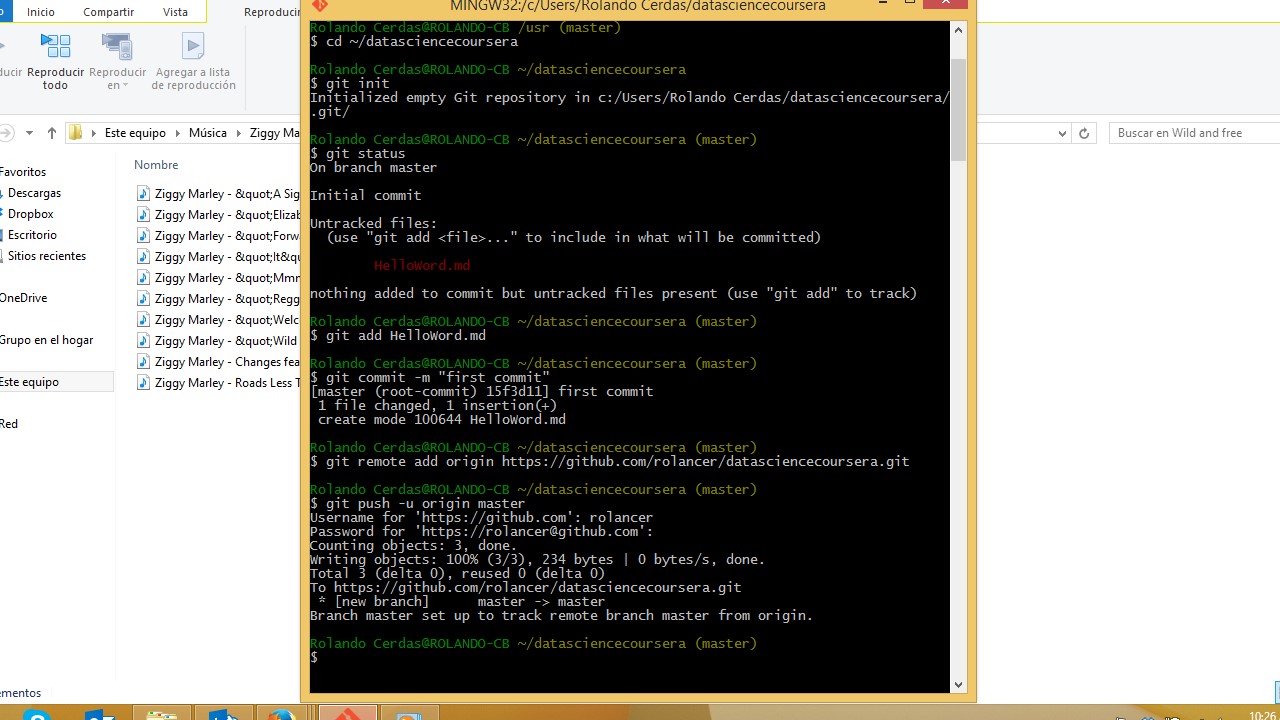 MINGW32:/c/Users/Rolando Cerdas/datasciencecoursera
Inicio Compartir Vista Reproducir
Reproducir todo
Reproducir en
Agregar a lista de reproducción
Este equipo Música Ziggy Ma
Buscar en Wild and free
Favoritos
Descargas
Dropbox
Escritorio
Sitios recientes
OneDrive
Grupo en el hogar
Este equipo
Red
Nombre
Ziggy Marley - &quot;A Sig
Ziggy Marley - &quot;Elizab
Ziggy Marley - &quot;Forw
Ziggy Marley - &quot;It&qu
Ziggy Marley - &quot;Mmr
Ziggy Marley - &quot;Regg
Ziggy Marley - &quot;Welc
Ziggy Marley - &quot;Wild
Ziggy Marley - Changes fea
Ziggy Marley - Roads Less T
Rolando Cerdas@ROLANDO-CB /usr (master)
$ cd ~/datasciencecoursera
Rolando Cerdas@ROLANDO-CB ~/datasciencecoursera
$ git init
Initialized empty Git repository in c:/Users/Rolando Cerdas/datasciencecoursera/
.git/
Rolando Cerdas@ROLANDO-CB ~/datasciencecoursera (master)
$ git status
On branch master
Initial commit
Untracked files:
(use "git add <file>..." to include in what will be committed)
HelloWord.md
nothing added to commit but untracked files present (use "git add" to track)
Rolando Cerdas@ROLANDO-CB ~/datasciencecoursera (master)
$ git add HelloWord.md
Rolando Cerdas@ROLANDO-CB ~/datasciencecoursera (master)
$ git commit -m "first commit"
[master (root-commit) 15f3d11] first commit
1 file changed, 1 insertion(+)
create mode 100644 HelloWord.md
Rolando Cerdas@ROLANDO-CB ~/datasciencecoursera (master)
$ git remote add origin https://github.com/rolancer/datasciencecoursera.git
Rolando Cerdas@ROLANDO-CB ~/datasciencecoursera (master)
$ git push -u origin master
Username for 'https://github.com': rolancer
Password for 'https://rolancer@github.com':
Counting objects: 3, done.
Writing objects: 100% (3/3), 234 bytes | 0 bytes/s, done.
Total 3 (delta 0), reused 0 (delta 0)
To https://github.com/rolancer/datasciencecoursera.git
* [new branch] master -> master
Branch master set up to track remote branch master from origin.
Rolando Cerdas@ROLANDO-CB ~/datasciencecoursera (master)
$
ementos
10:26